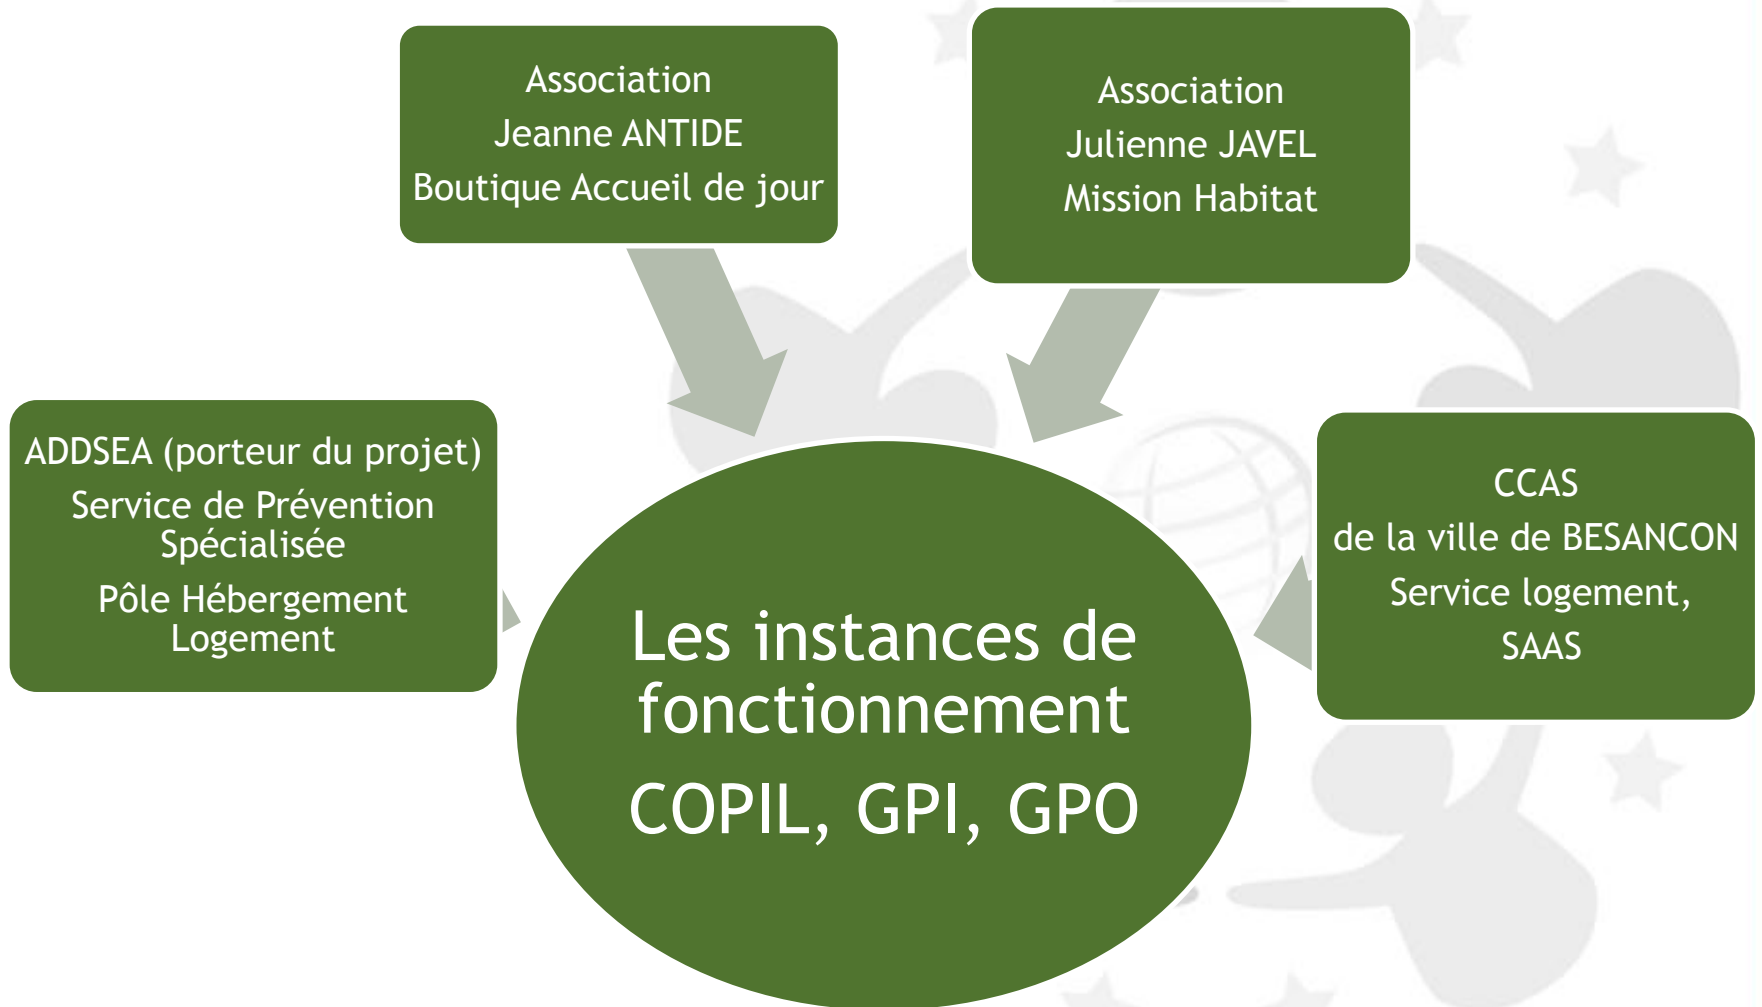 Association
Jeanne ANTIDE
Boutique Accueil de jour
Association
Julienne JAVEL
Mission Habitat
ADDSEA (porteur du projet)
Service de Prévention
Spécialisée
Pôle Hébergement
Logement
CCAS
de la ville de BESANCON
Service logement,
SAAS
Les instances de
fonctionnement
COPIL, GPI, GPO